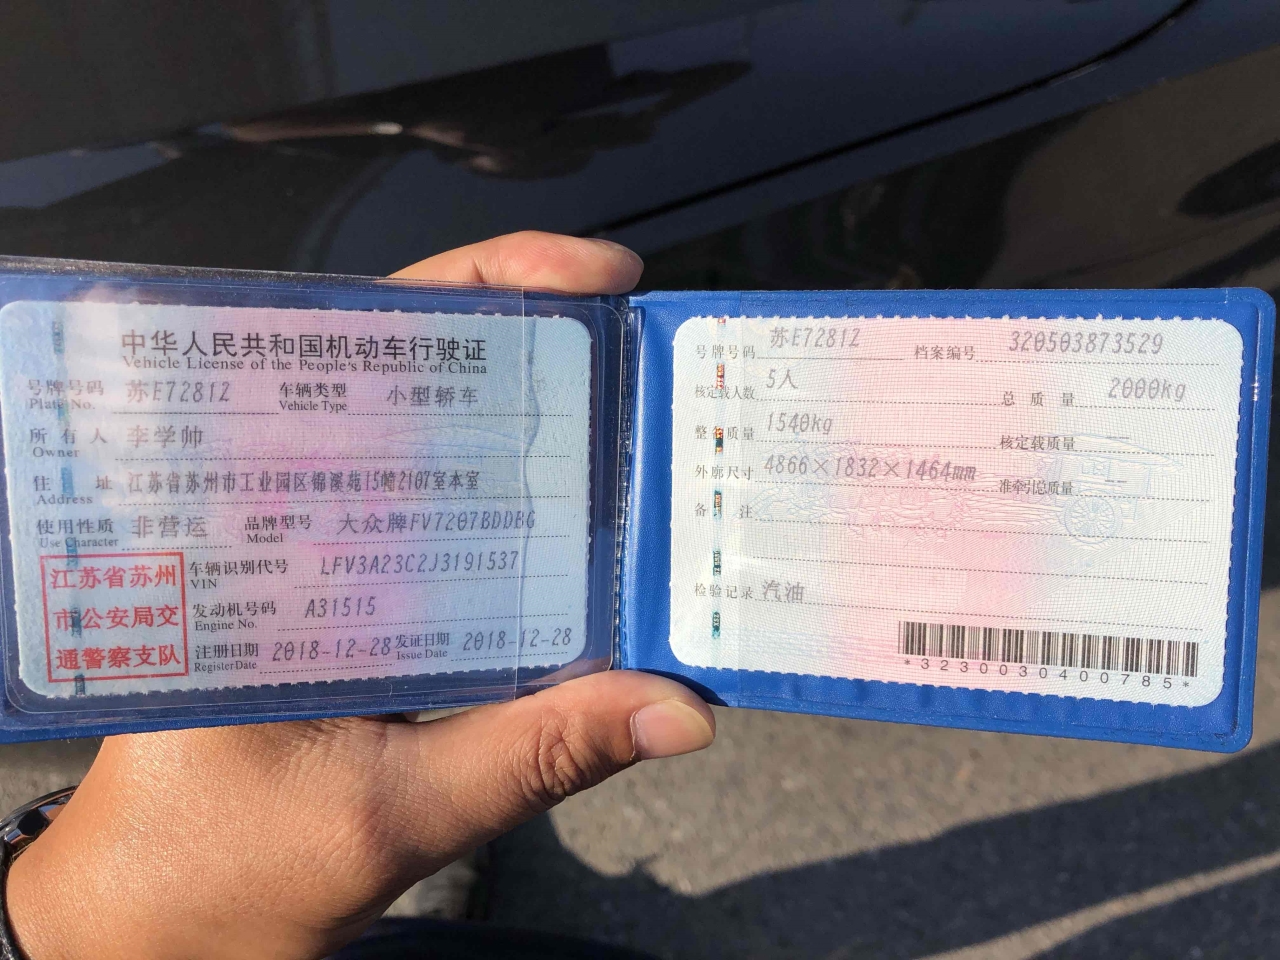 中华人民共和国机动车行驶证
Vehicle License of the People's Republic of China
号牌号码 苏E72812 车辆类型 小型轿车
Plate No. Vehicle Type
所有人 李学帅
Owner
住址 江苏省苏州市工业园区锦溪苑15幢2107室本室
Address
使用性质 非营运 品牌型号 大众牌FV7207BDDBG
Use Character Model
江苏省苏州
市公安局交
通警察支队
车辆识别代号 LFV3A23C2J3191537
VIN
发动机号码 A31515
Engine No.
注册日期 2018-12-28 发证日期 2018-12-28
Register Date Issue Date
号牌号码 苏E72812 档案编号 320503873529
核定载人数 5人 总质量 2000kg
整备质量 1540kg 核定载质量
外廓尺寸 4866×1832×1464mm 准牵引总质量
备注
检验记录 汽油
*3230030400785*